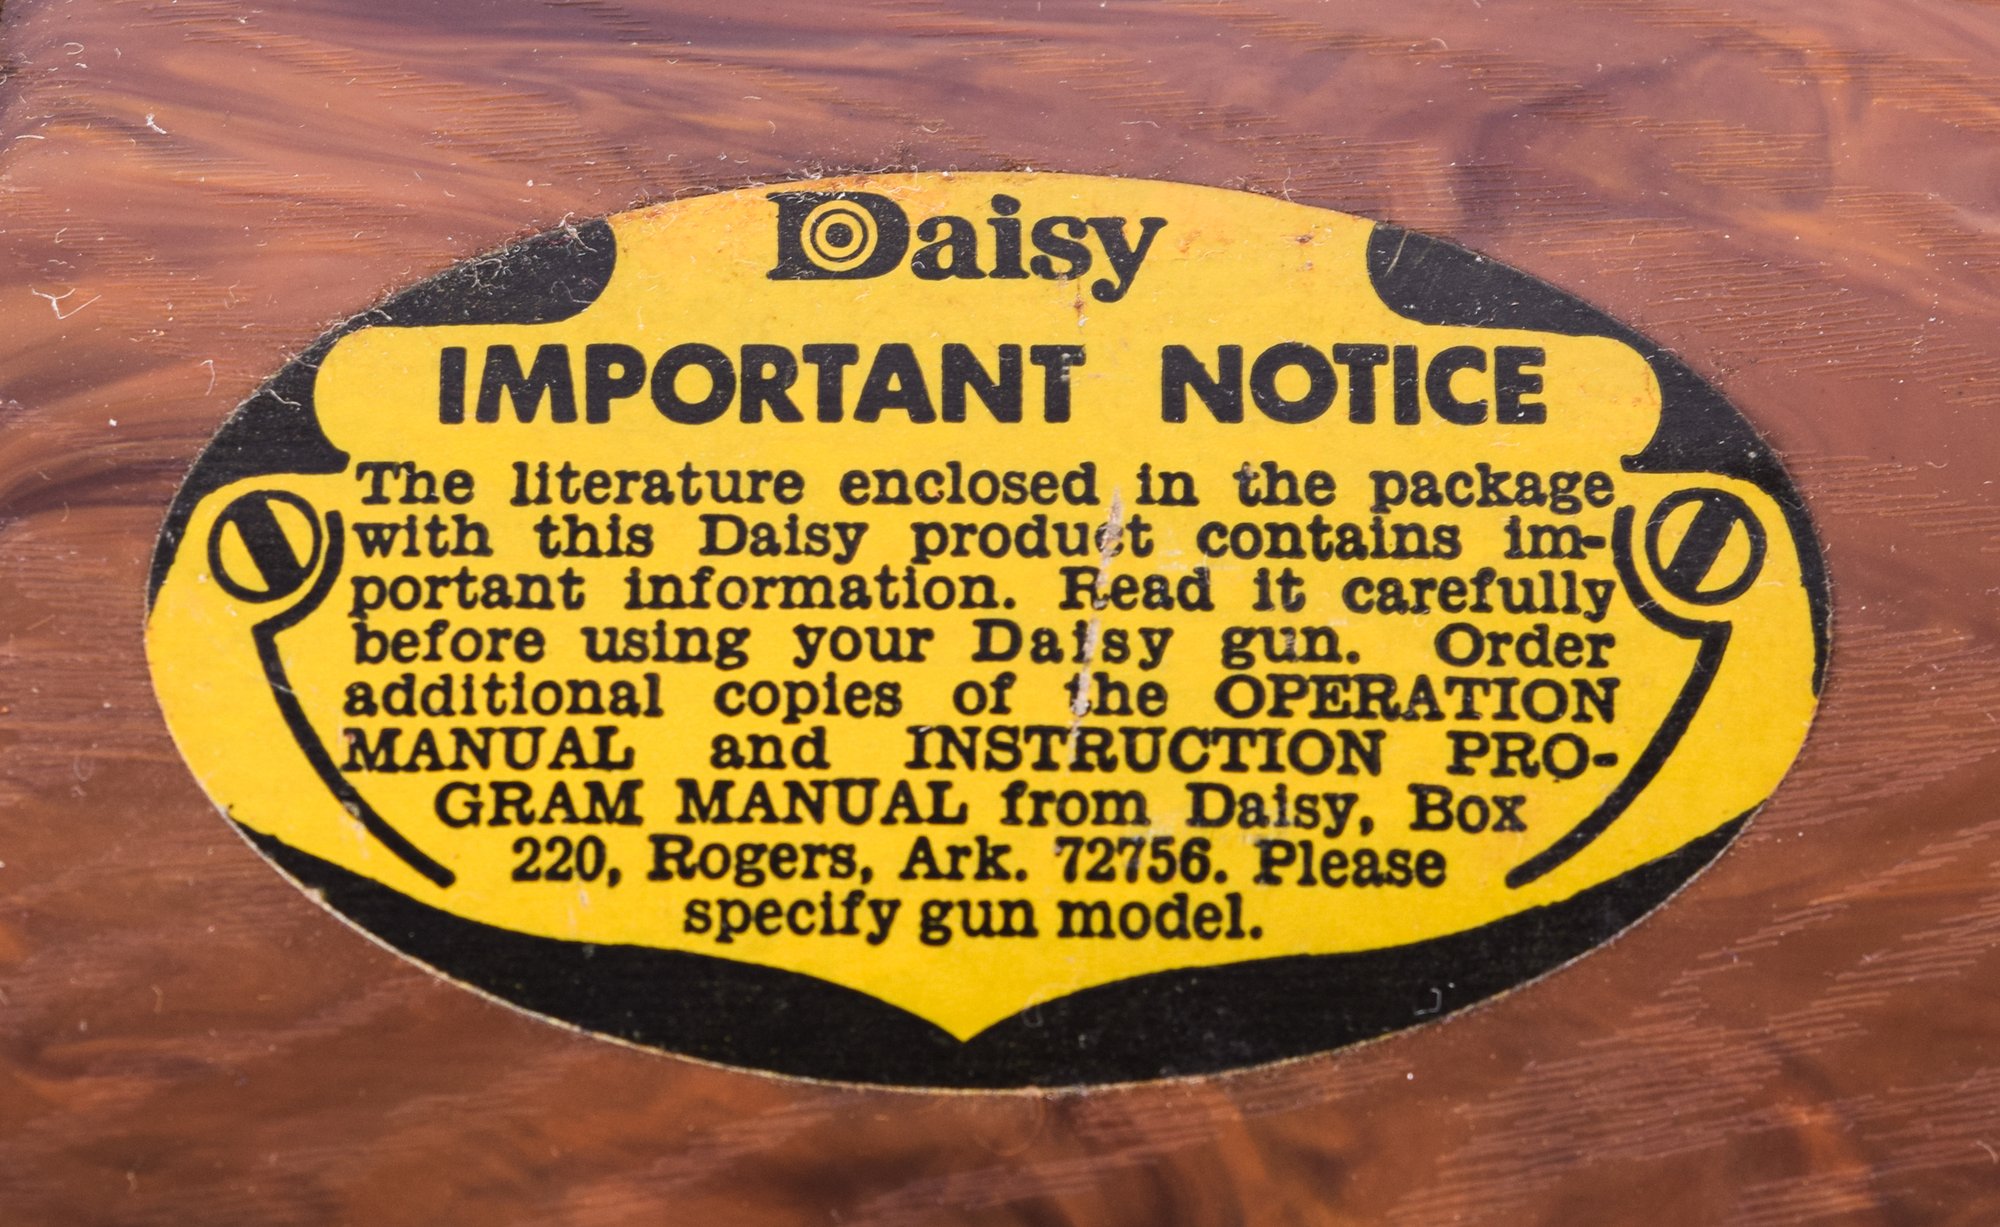 Daisy
IMPORTANT NOTICE
The literature enclosed in the package
with this Daisy product contains im-
portant information. Read it carefully
before using your Daisy gun. Order
additional copies of the OPERATION
MANUAL and INSTRUCTION PRO-
GRAM MANUAL from Daisy, Box
220, Rogers, Ark. 72756. Please
specify gun model.